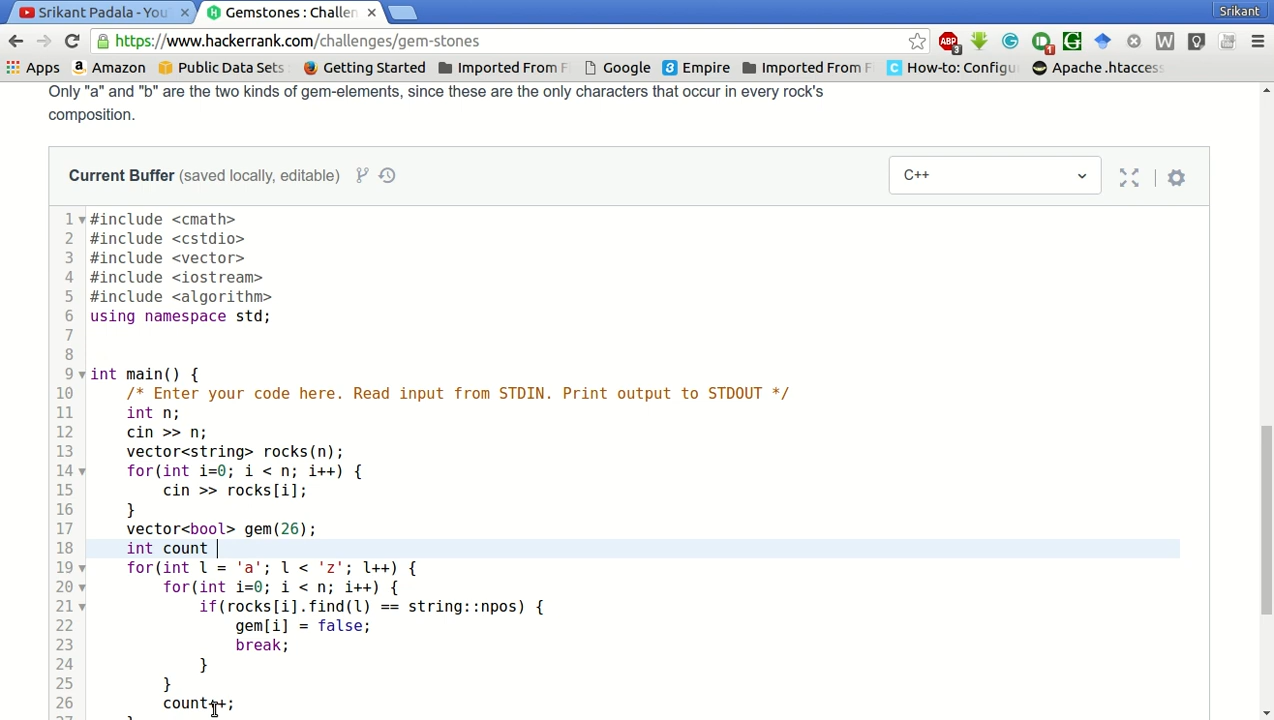 Srikant Padala - You
Gemstones : Challen
Srikant
https://www.hackerrank.com/challenges/gem-stones
Apps Amazon Public Data Sets Getting Started Imported From F Google Empire Imported From F How-to: Configu Apache .htaccess
Only "a" and "b" are the two kinds of gem-elements, since these are the only characters that occur in every rock's
composition.
Current Buffer (saved locally, editable)
C++
1 #include <cmath>
2 #include <cstdio>
3 #include <vector>
4 #include <iostream>
5 #include <algorithm>
6 using namespace std;
7
8
9 int main() {
10 /* Enter your code here. Read input from STDIN. Print output to STDOUT */
11 int n;
12 cin >> n;
13 vector<string> rocks(n);
14 for(int i=0; i < n; i++) {
15 cin >> rocks[i];
16 }
17 vector<bool> gem(26);
18 int count
19 for(int l = 'a'; l < 'z'; l++) {
20 for(int i=0; i < n; i++) {
21 if(rocks[i].find(l) == string::npos) {
22 gem[i] = false;
23 break;
24 }
25 }
26 count++;